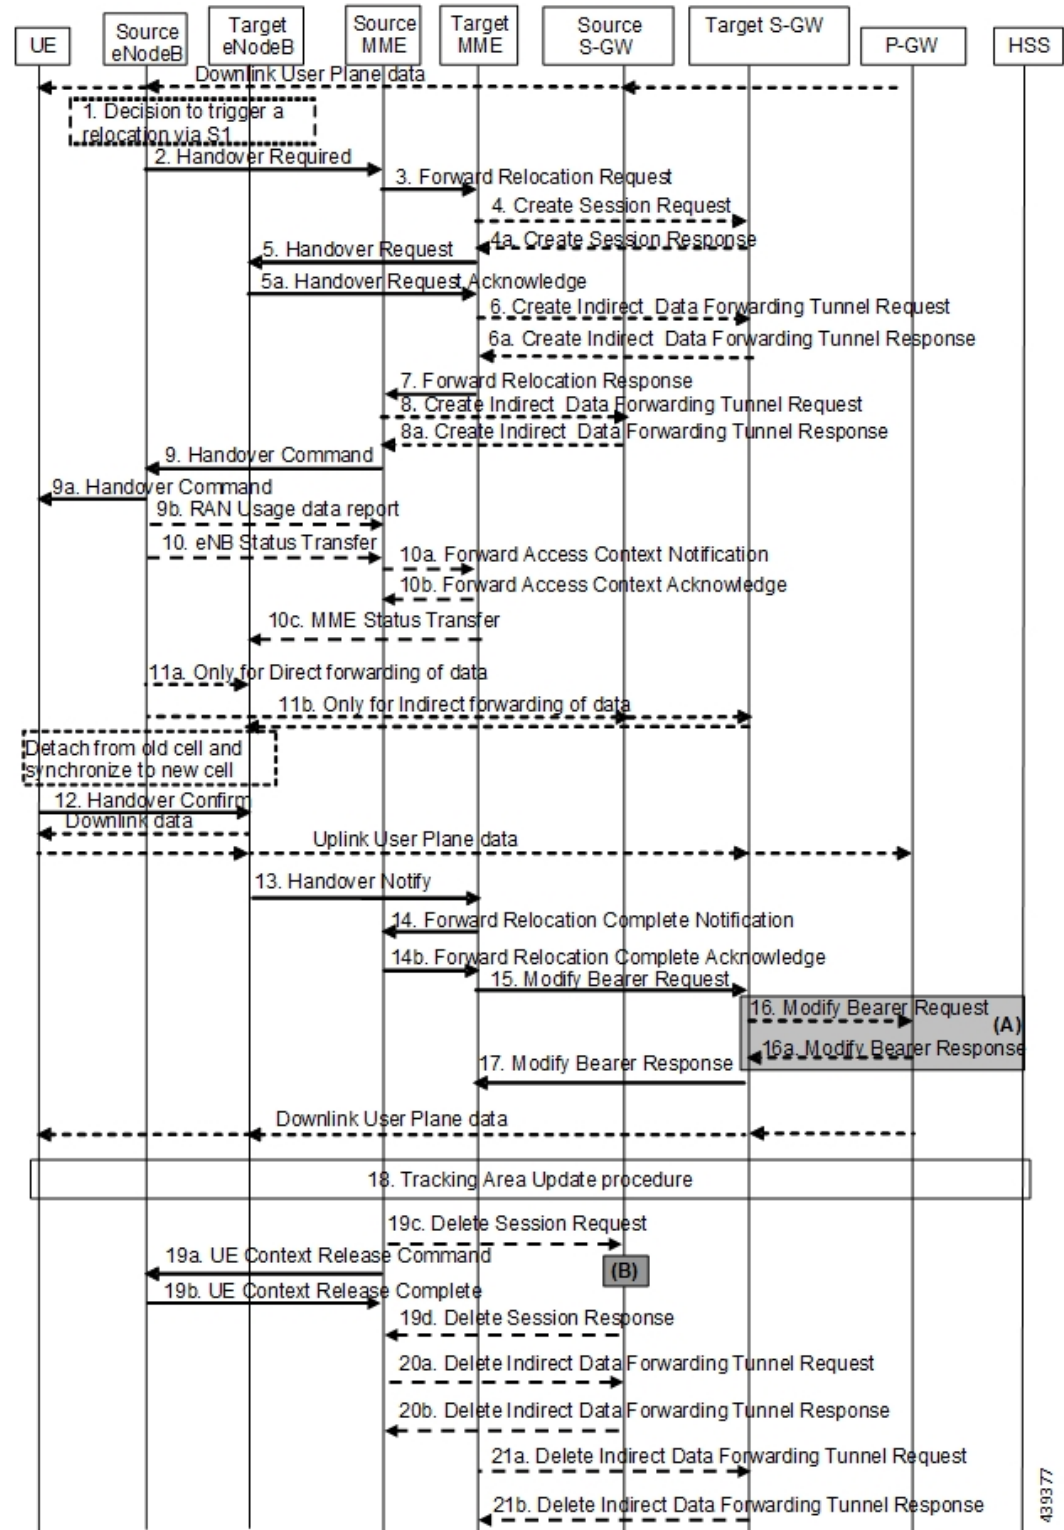 UE
Source
eNodeB
Target
eNodeB
Source
MME
Target
MME
Source
S-GW
Target S-GW
P-GW
HSS
Downlink User Plane data
1. Decision to trigger a
relocation via S1
2. Handover Required
3. Forward Relocation Request
4. Create Session Request
4a. Create Session Response
5. Handover Request
5a. Handover Request Acknowledge
6. Create Indirect Data Forwarding Tunnel Request
6a. Create Indirect Data Forwarding Tunnel Response
7. Forward Relocation Response
8. Create Indirect Data Forwarding Tunnel Request
8a. Create Indirect Data Forwarding Tunnel Response
9. Handover Command
9a. Handover Command
9b. RAN Usage data report
10. eNB Status Transfer
10a. Forward Access Context Notification
10b. Forward Access Context Acknowledge
10c. MME Status Transfer
11a. Only for Direct forwarding of data
11b. Only for Indirect forwarding of data
Detach from old cell and
synchronize to new cell
12. Handover Confirm
Downlink data
Uplink User Plane data
13. Handover Notify
14. Forward Relocation Complete Notification
14b. Forward Relocation Complete Acknowledge
15. Modify Bearer Request
16. Modify Bearer Request
(A)
16a. Modify Bearer Response
17. Modify Bearer Response
Downlink User Plane data
18. Tracking Area Update procedure
19c. Delete Session Request
19a. UE Context Release Command
(B)
19b. UE Context Release Complete
19d. Delete Session Response
20a. Delete Indirect Data Forwarding Tunnel Request
20b. Delete Indirect Data Forwarding Tunnel Response
21a. Delete Indirect Data Forwarding Tunnel Request
21b. Delete Indirect Data Forwarding Tunnel Response
439377